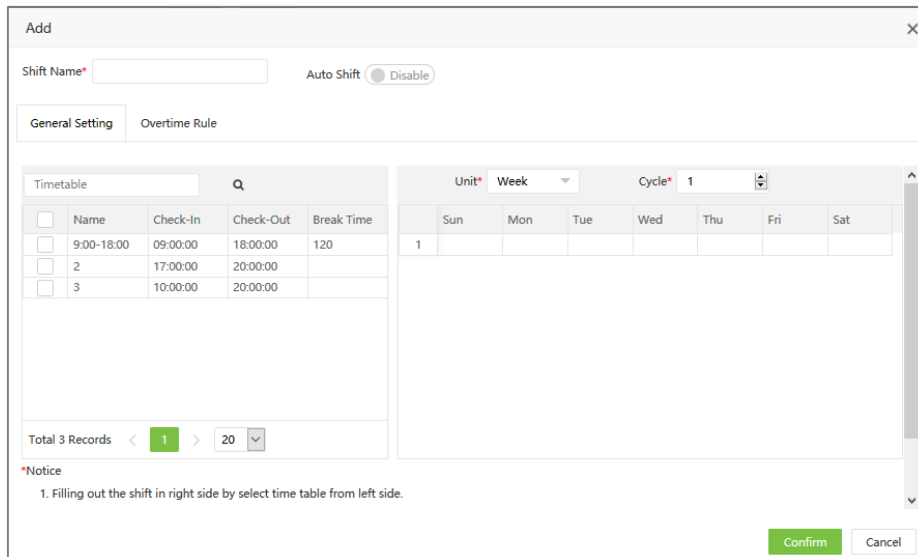 Add
Shift Name* Auto Shift Disable
General Setting Overtime Rule
Timetable Unit* Week Cycle* 1
Name Check-In Check-Out Break Time Sun Mon Tue Wed Thu Fri Sat
9:00-18:00 09:00:00 18:00:00 120 1
2 17:00:00 20:00:00
3 10:00:00 20:00:00
Total 3 Records < 1 > 20
*Notice
1. Filling out the shift in right side by select time table from left side.
Confirm Cancel